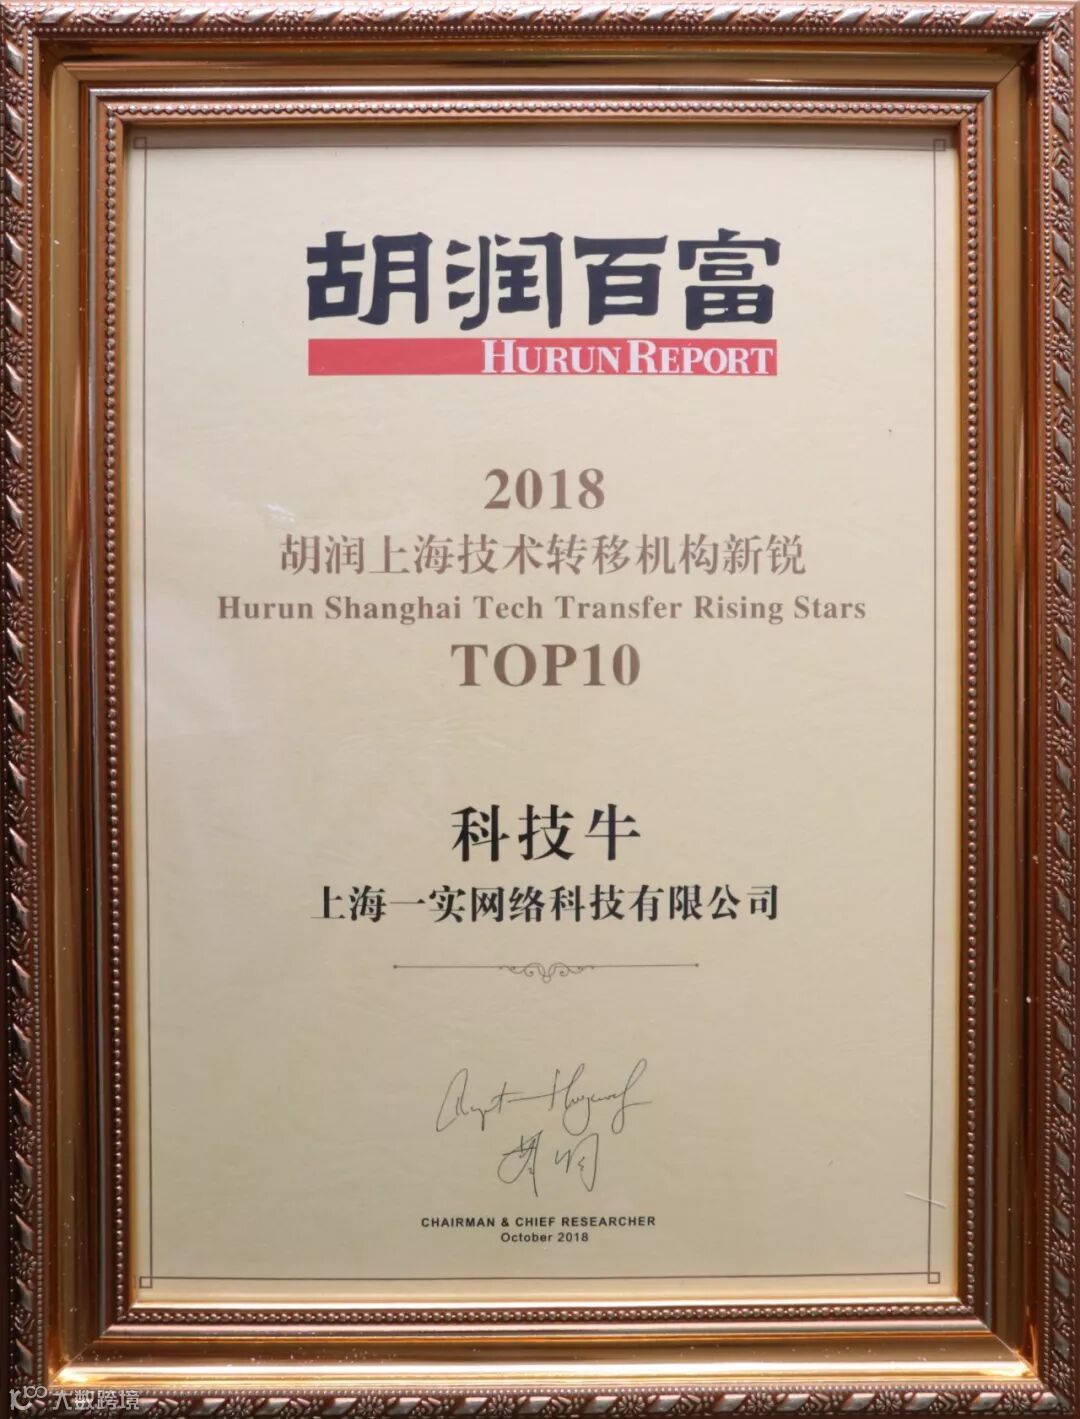 胡润百富
HURUN REPORT
2018
胡润上海技术转移机构新锐
Hurun Shanghai Tech Transfer Rising Stars
TOP10
科技牛
上海一实网络科技有限公司
胡润
CHAIRMAN & CHIEF RESEARCHER
October 2018
大数跨境